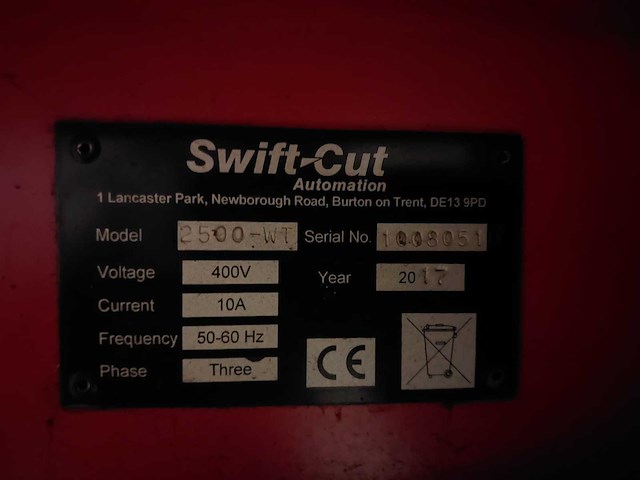 Swift-Cut
Automation
1 Lancaster Park, Newborough Road, Burton on Trent, DE13 9PD
Model 2500-WT Serial No. 1008051
Voltage 400V Year 2017
Current 10A
Frequency 50-60 Hz
Phase Three
CE